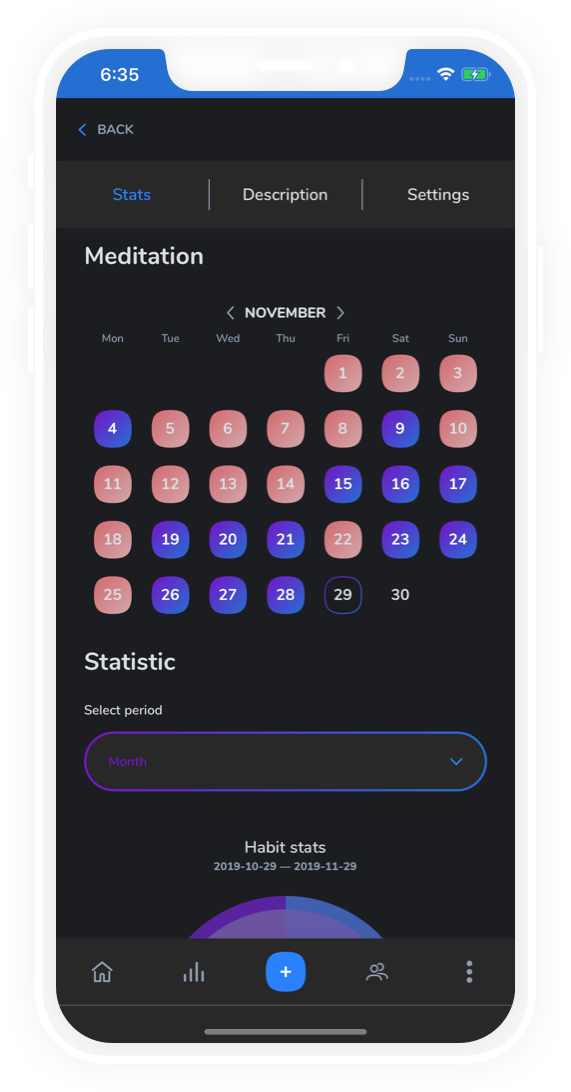 6:35
BACK
Stats Description Settings
Meditation
NOVEMBER
Mon Tue Wed Thu Fri Sat Sun
1 2 3
4 5 6 7 8 9 10
11 12 13 14 15 16 17
18 19 20 21 22 23 24
25 26 27 28 29 30
Statistic
Select period
Month
Habit stats
2019-10-29 — 2019-11-29